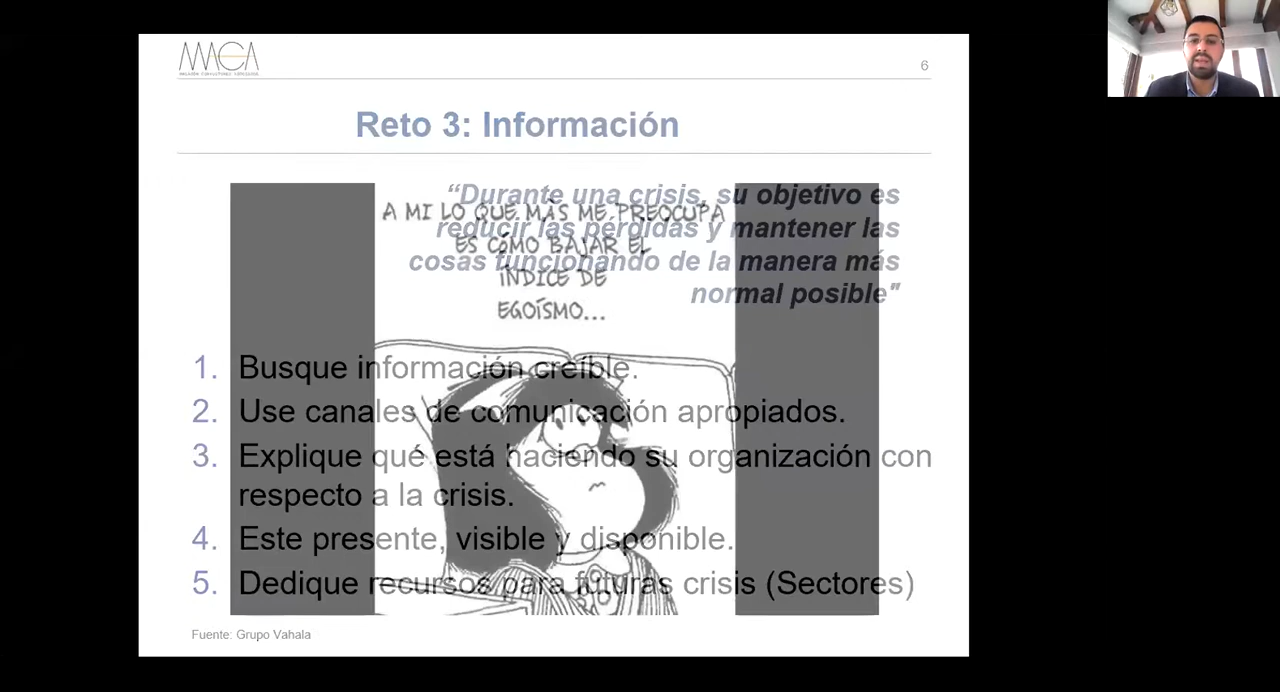 MACA
6
Reto 3: Información
“Durante una crisis, su objetivo es
reducir las pérdidas y mantener las
cosas funcionando de la manera más
normal posible"
A MI LO QUE MÁS ME PREOCUPA
ES CÓMO BAJAR EL
ÍNDICE DE
EGOÍSMO...
1. Busque información creíble.
2. Use canales de comunicación apropiados.
3. Explique qué está haciendo su organización con
respecto a la crisis.
4. Este presente, visible y disponible.
5. Dedique recursos para futuras crisis (Sectores)
Fuente: Grupo Vahala